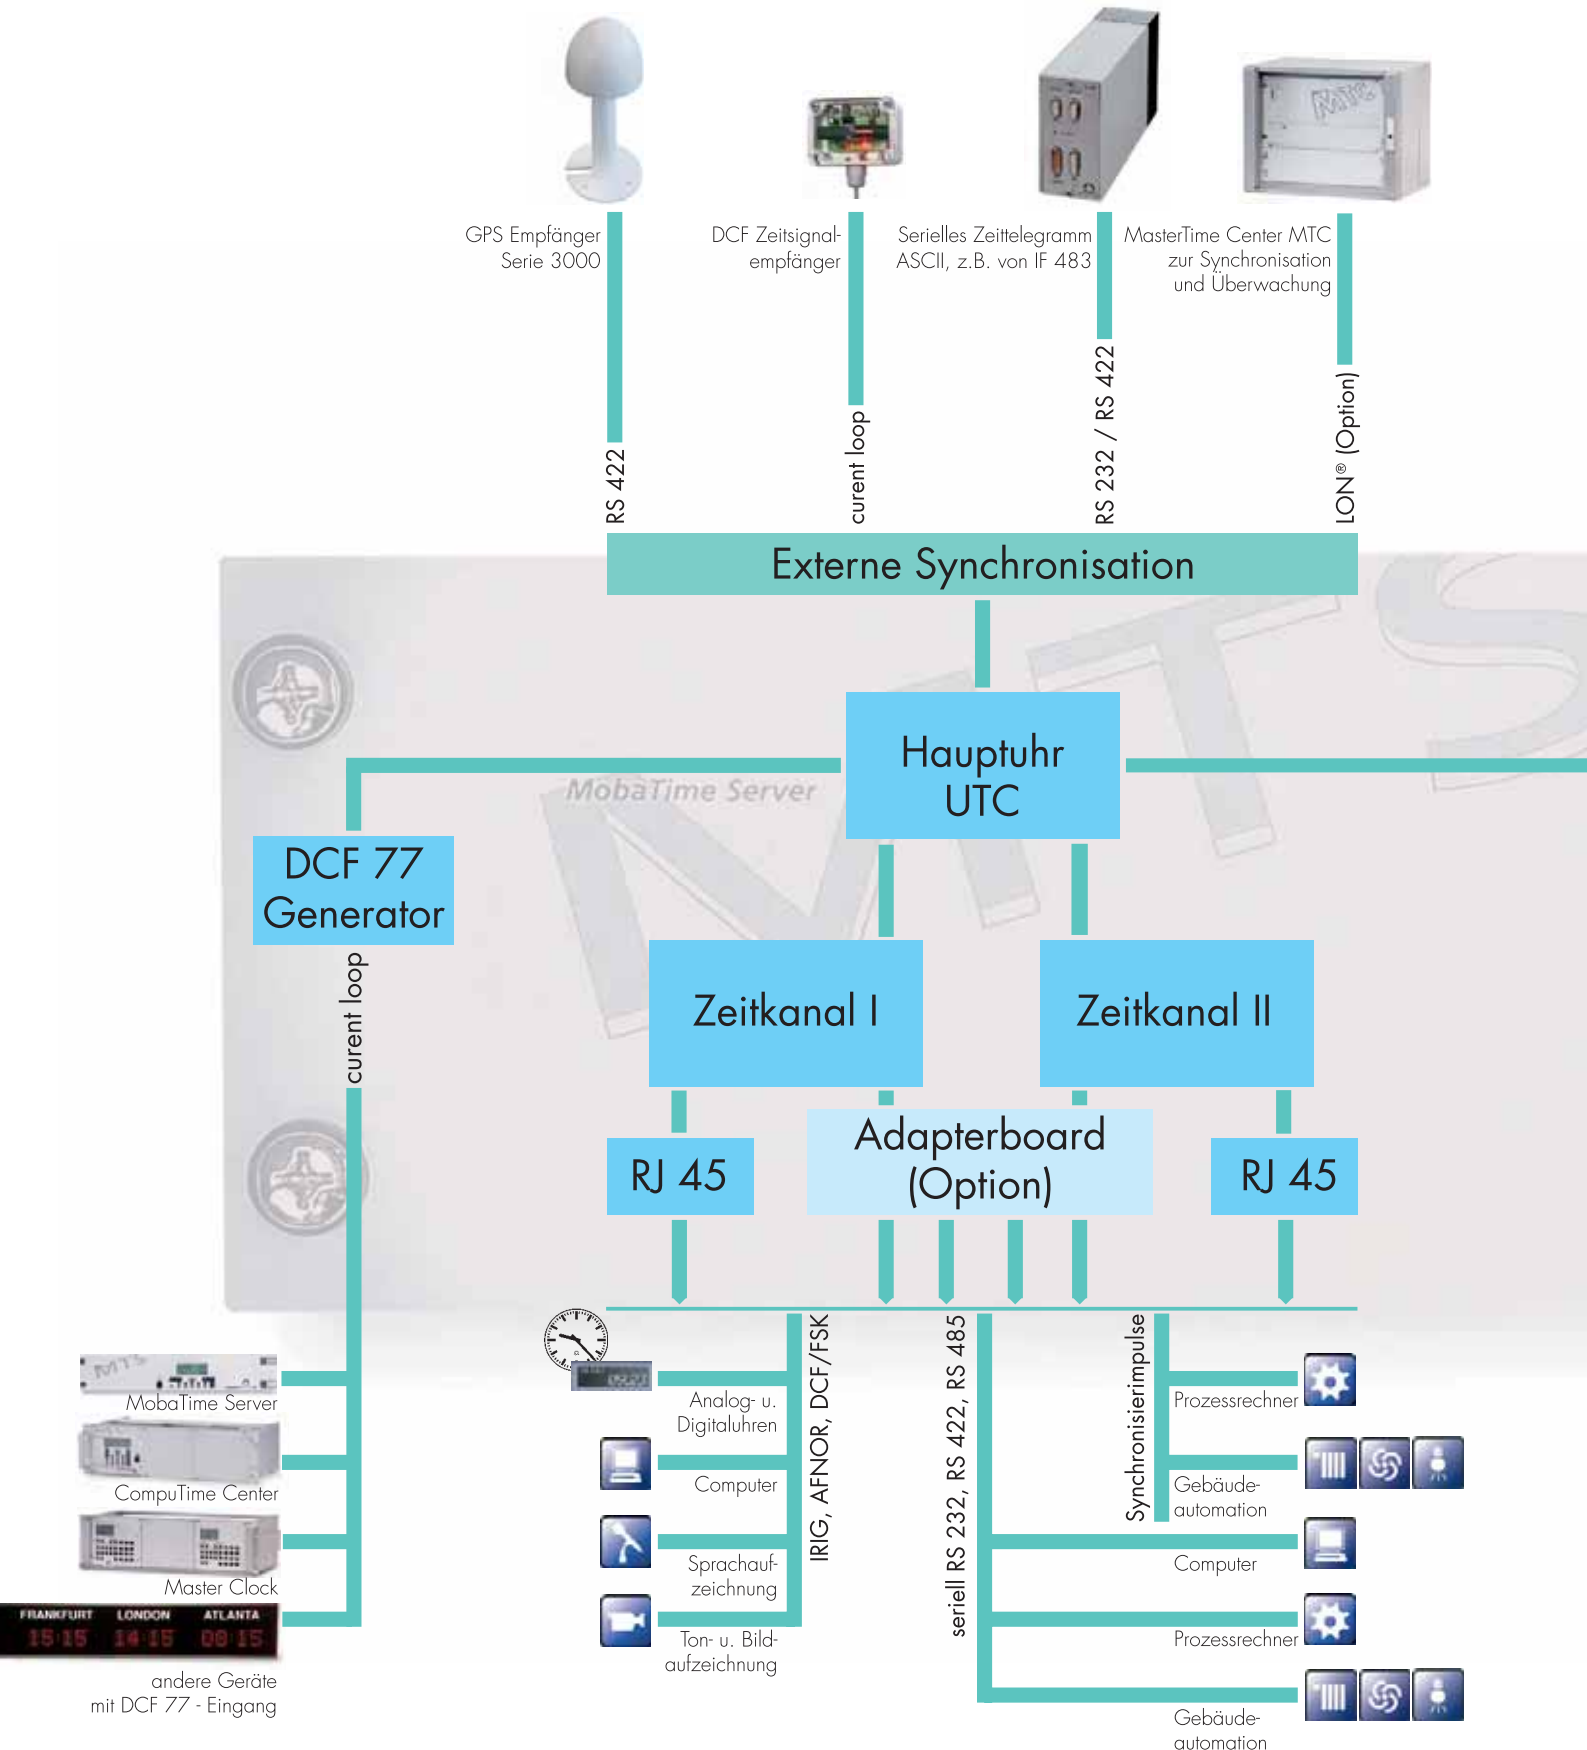 MTC
GPS Empfänger
Serie 3000
DCF Zeitsignal-
empfänger
Serielles Zeittelegramm
ASCII, z.B. von IF 483
MasterTime Center MTC
zur Synchronisation
und Überwachung
RS 422
curent loop
RS 232 / RS 422
LON® (Option)
Externe Synchronisation
MTS
MobaTime Server
Hauptuhr
UTC
DCF 77
Generator
curent loop
Zeitkanal I
Zeitkanal II
Adapterboard
(Option)
RJ 45
RJ 45
IRIG, AFNOR, DCF/FSK
seriell RS 232, RS 422, RS 485
Synchronisierimpulse
MTS
MobaTime Server
CompuTime Center
Master Clock
FRANKFURT LONDON ATLANTA
15:15 14:15 09:15
andere Geräte
mit DCF 77 - Eingang
Analog- u.
Digitaluhren
Computer
Sprachauf-
zeichnung
Ton- u. Bild-
aufzeichnung
Prozessrechner
Gebäude-
automation
Computer
Prozessrechner
Gebäude-
automation